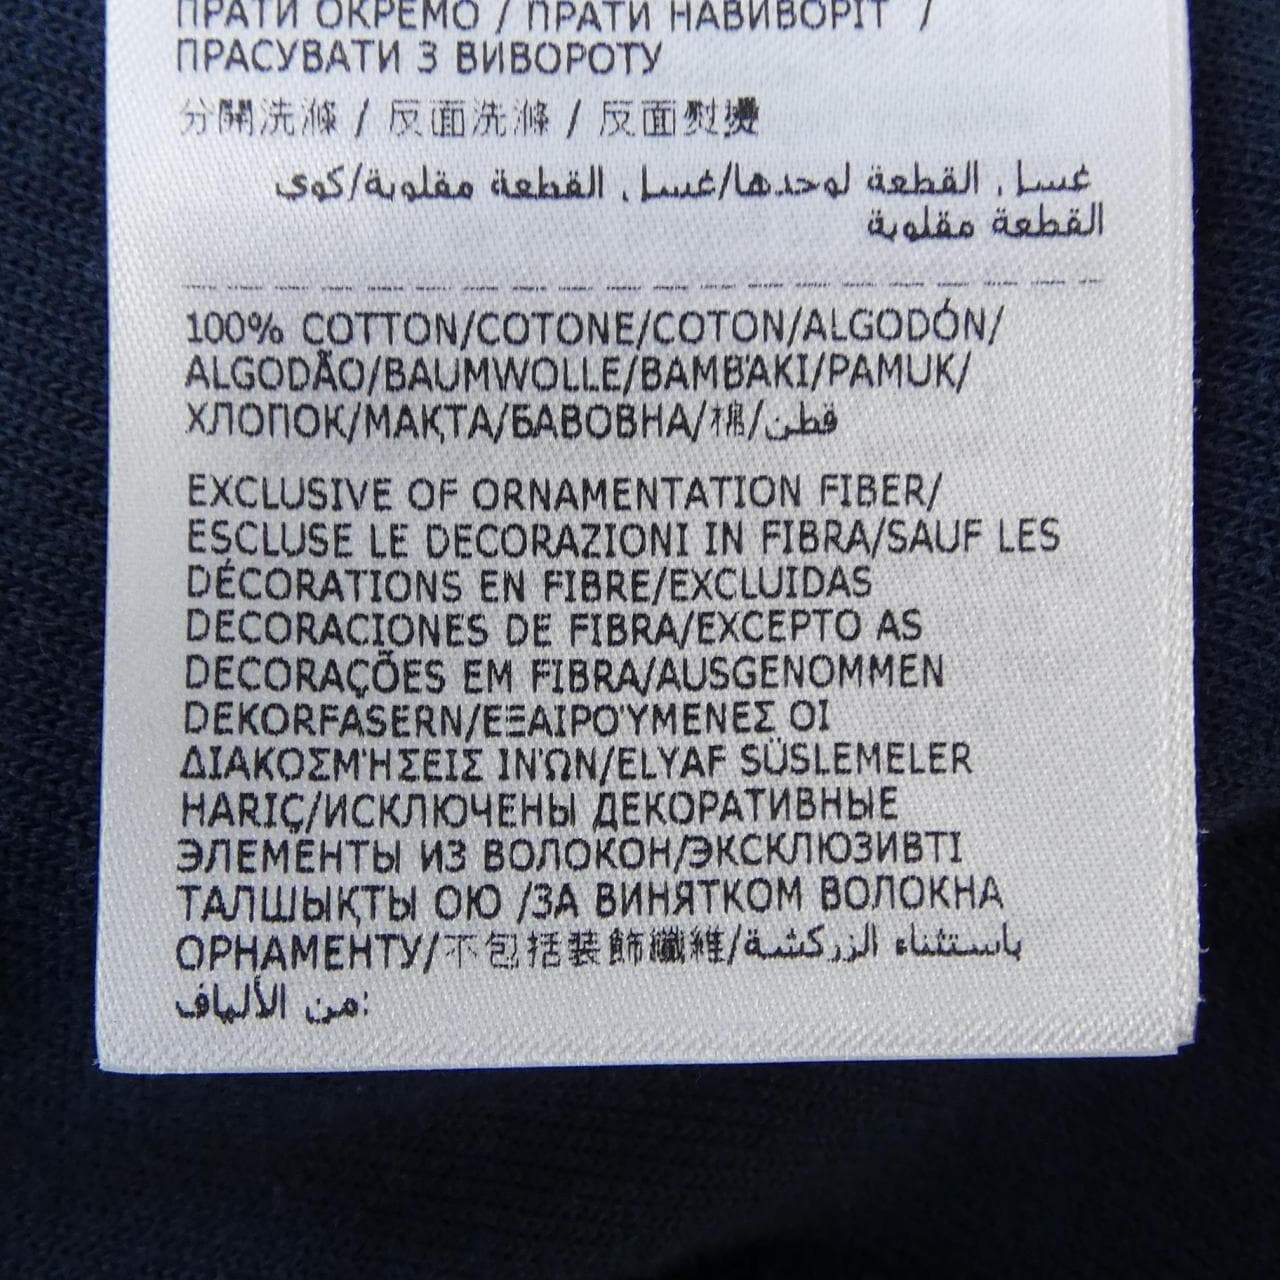 ПРАТИ ОКРЕМО / ПРАТИ НАВИВОРІТ /
ПРАСУВАТИ З ВИВОРОТУ
分開洗滌 / 反面洗滌 / 反面熨燙
غسل القطعة لوحدها/غسل القطعة مقلوبة/كوي
القطعة مقلوبة
100% COTTON/COTONE/COTON/ALGODÓN/
ALGODÃO/BAUMWOLLE/ΒΑΜΒΆΚΙ/PAMUK/
ХЛОПОК/МАҚТА/БАВОВНА/棉/قطن
EXCLUSIVE OF ORNAMENTATION FIBER/
ESCLUSE LE DECORAZIONI IN FIBRA/SAUF LES
DÉCORATIONS EN FIBRE/EXCLUIDAS
DECORACIONES DE FIBRA/EXCEPTO AS
DECORAÇÕES EM FIBRA/AUSGENOMMEN
DEKORFASERN/ΕΞΑΙΡΟΎΜΕΝΕΣ ΟΙ
ΔΙΑΚΟΣΜΉΣΕΙΣ ΙΝΏΝ/ELYAF SÜSLEMELER
HARIÇ/ИСКЛЮЧЕНЫ ДЕКОРАТИВНЫЕ
ЭЛЕМЕНТЫ ИЗ ВОЛОКОН/ЭКСКЛЮЗИВТІ
ТАЛШЫҚТЫ ОЮ /ЗА ВИНЯТКОМ ВОЛОКНА
ОРНАМЕНТУ/不包括裝飾纖維/باستثناء الزركشة
من الألياف: